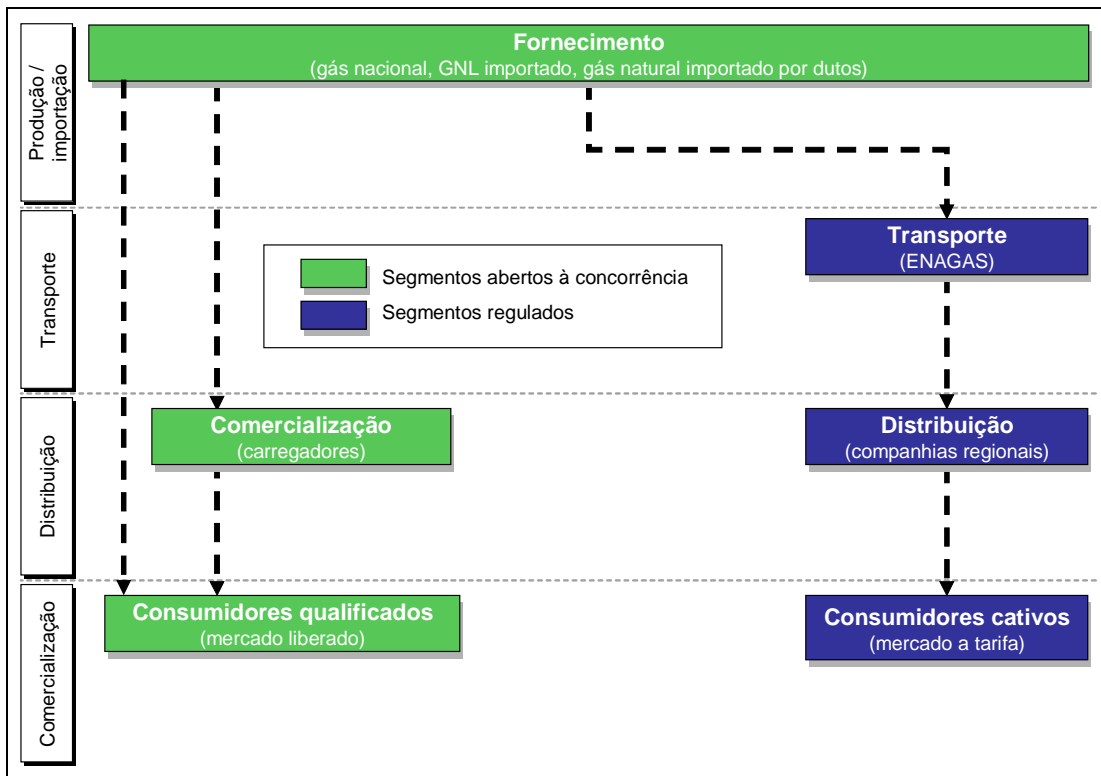 Produção /
importação
Fornecimento
(gás nacional, GNL importado, gás natural importado por dutos)
Transporte
Transporte
(ENAGAS)
Segmentos abertos à concorrência
Segmentos regulados
Distribuição
Comercialização
(carregadores)
Distribuição
(companhias regionais)
Comercialização
Consumidores qualificados
(mercado liberado)
Consumidores cativos
(mercado a tarifa)